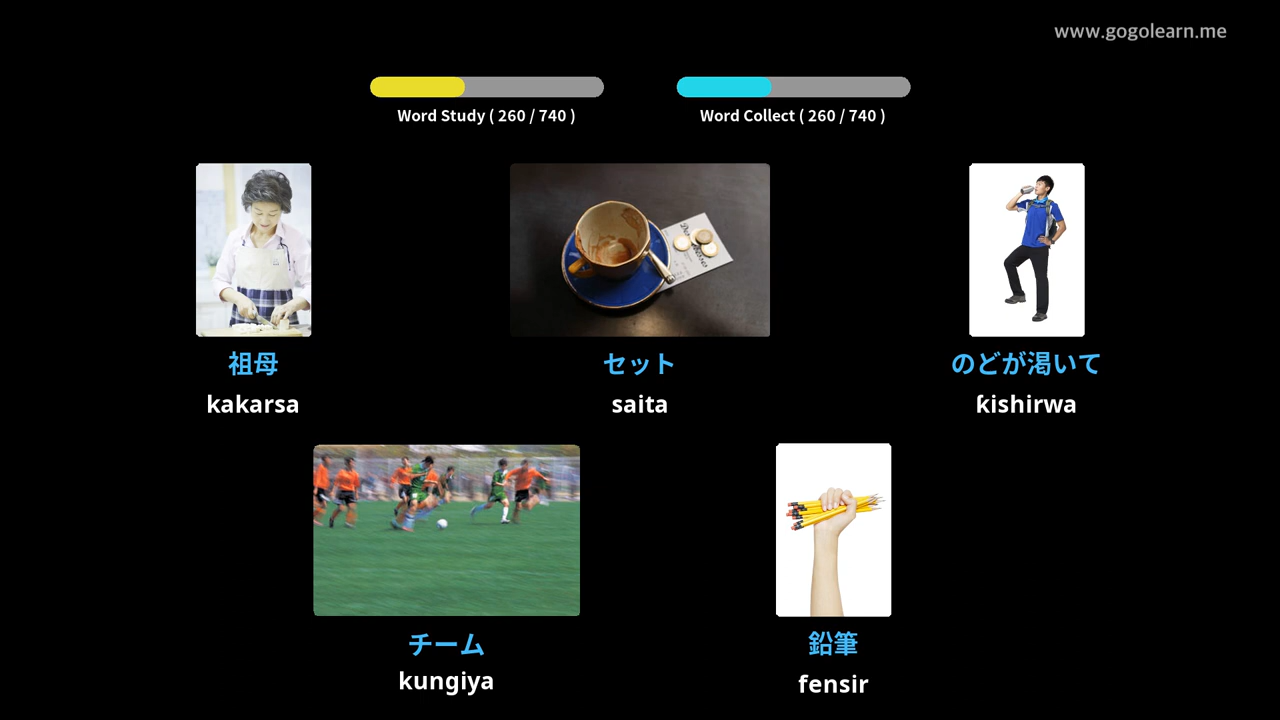 www.gogolearn.me
Word Study ( 260 / 740 )
Word Collect ( 260 / 740 )
祖母
kakarsa
セット
saita
のどが渇いて
ƙishirwa
チーム
kungiya
鉛筆
fensir